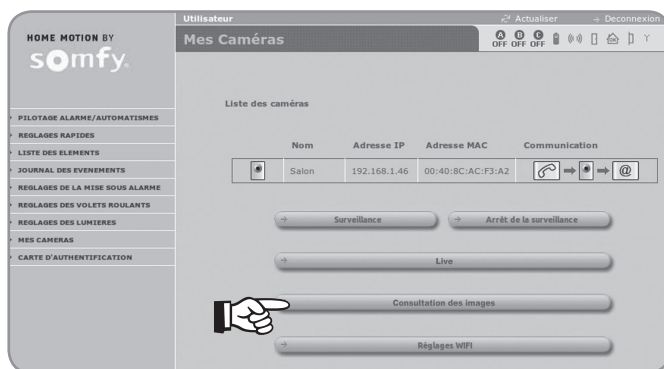 Utilisateur
Actualiser
Deconnexion
HOME MOTION BY
somfy.
Mes Caméras
A B C
OFF OFF OFF
PILOTAGE ALARME/AUTOMATISMES
REGLAGES RAPIDES
LISTE DES ELEMENTS
JOURNAL DES EVENEMENTS
REGLAGES DE LA MISE SOUS ALARME
REGLAGES DES VOLETS ROULANTS
REGLAGES DES LUMIERES
MES CAMERAS
CARTE D'AUTHENTIFICATION
Liste des caméras
Nom Adresse IP Adresse MAC Communication
Salon 192.168.1.46 00:40:8C:AC:F3:A2 @
Surveillance Arrêt de la surveillance
Live
Consultation des images
Réglages WIFI